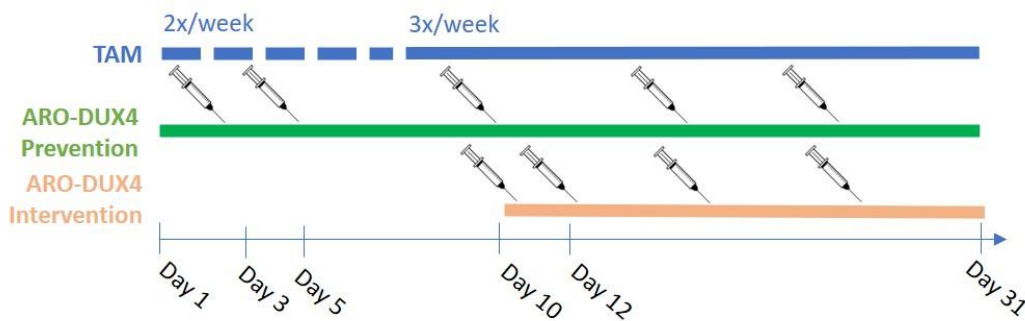 2x/week
3x/week
TAM
ARO-DUX4
Prevention
ARO-DUX4
Intervention
Day 1
Day 3
Day 5
Day 10
Day 12
Day 31